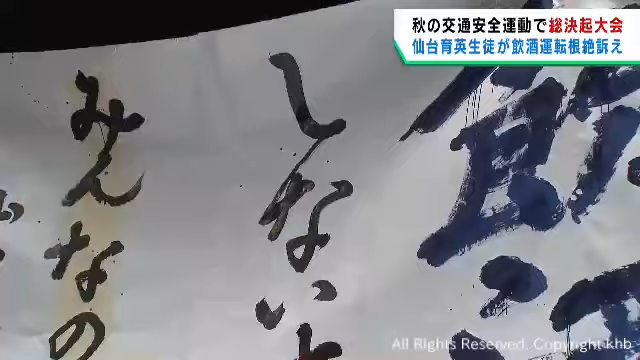 秋の交通安全運動で総決起大会
仙台育英生徒が飲酒運転根絶訴え
飲
しない
みんなの
All Rights Reserved. Copyright khb